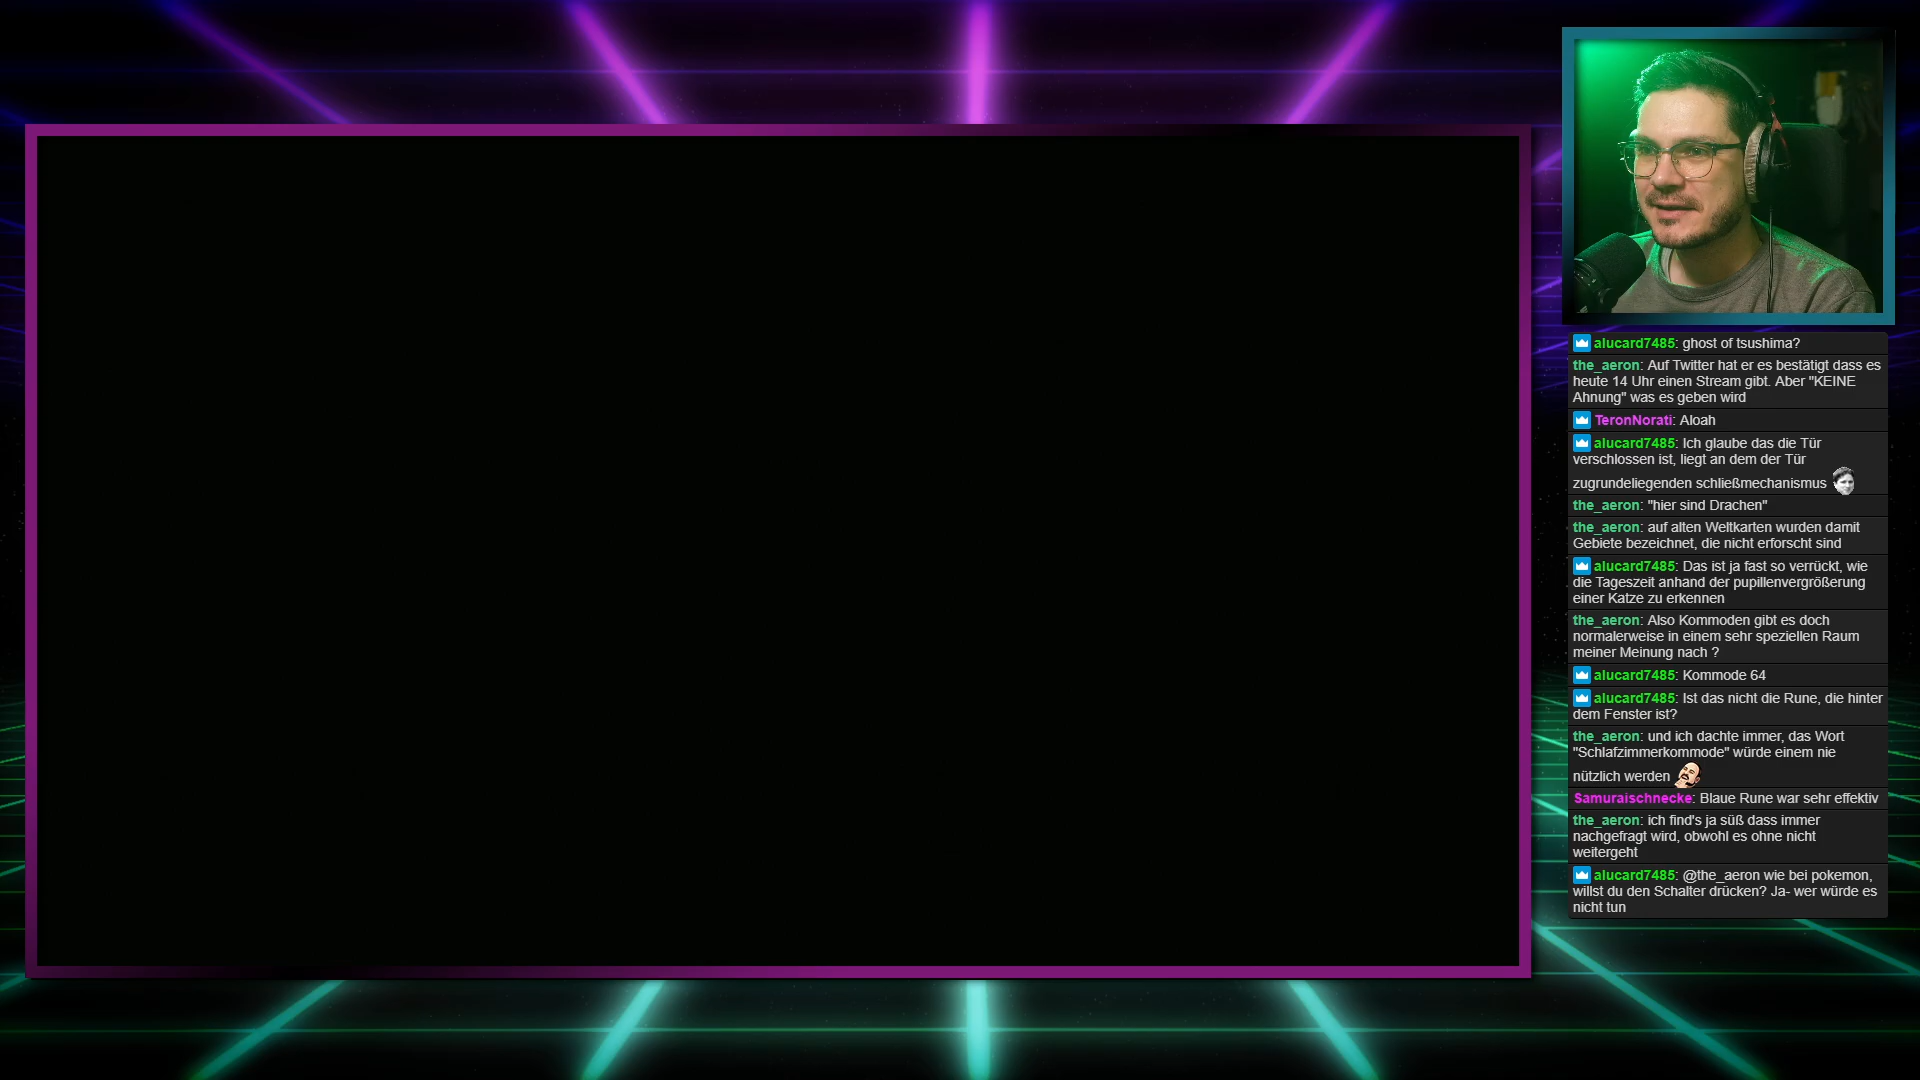 alucard7485: ghost of tsushima?
the_aeron: Auf Twitter hat er es bestätigt dass es
heute 14 Uhr einen Stream gibt. Aber "KEINE
Ahnung" was es geben wird
TeronNorati: Aloah
alucard7485: Ich glaube das die Tür
verschlossen ist, liegt an dem der Tür
zugrundeliegenden schließmechanismus
the_aeron: "hier sind Drachen"
the_aeron: auf alten Weltkarten wurden damit
Gebiete bezeichnet, die nicht erforscht sind
alucard7485: Das ist ja fast so verrückt, wie
die Tageszeit anhand der pupillenvergrößerung
einer Katze zu erkennen
the_aeron: Also Kommoden gibt es doch
normalerweise in einem sehr speziellen Raum
meiner Meinung nach ?
alucard7485: Kommode 64
alucard7485: Ist das nicht die Rune, die hinter
dem Fenster ist?
the_aeron: und ich dachte immer, das Wort
"Schlafzimmerkommode" würde einem nie
nützlich werden
Samuraischnecke: Blaue Rune war sehr effektiv
the_aeron: ich find's ja süß dass immer
nachgefragt wird, obwohl es ohne nicht
weitergeht
alucard7485: @the_aeron wie bei pokemon,
willst du den Schalter drücken? Ja- wer würde es
nicht tun